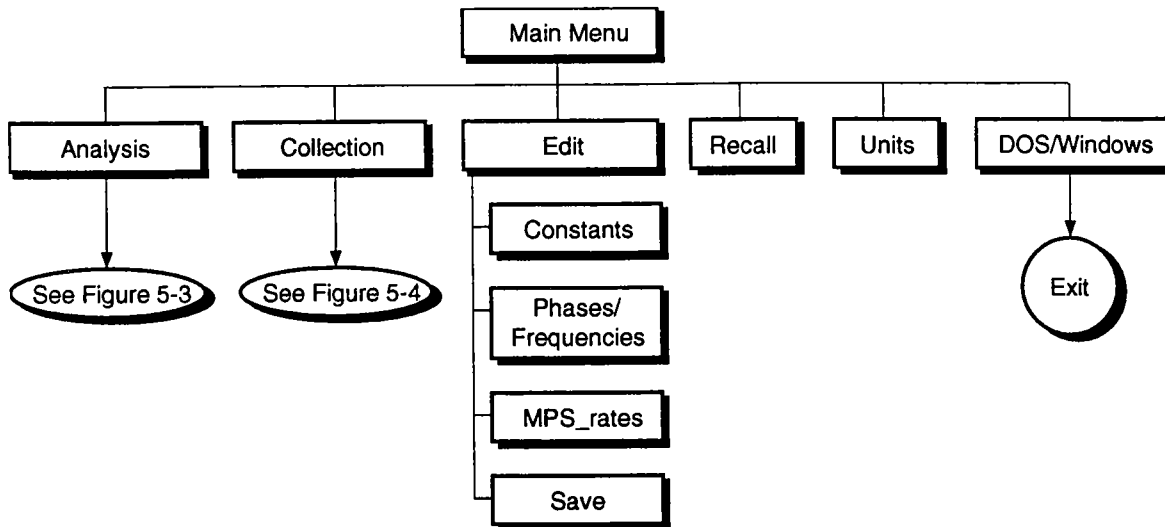 Main Menu
Analysis
Collection
Edit
Recall
Units
DOS/Windows
See Figure 5-3
See Figure 5-4
Constants
Phases/
Frequencies
MPS_rates
Save
Exit